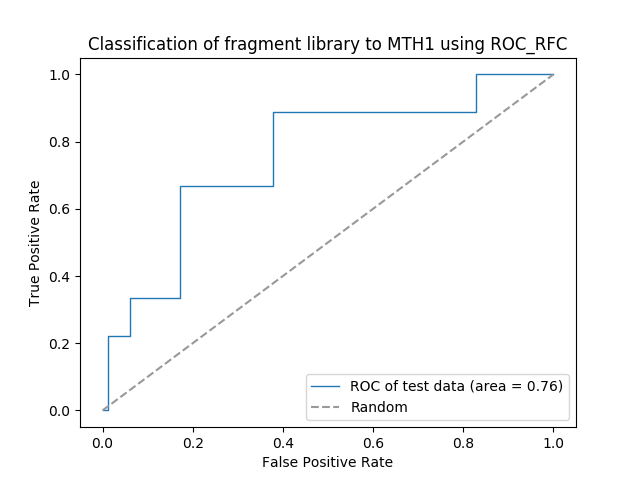 Classification of fragment library to MTH1 using ROC_RFC
1.0
0.8
0.6
0.4
0.2
0.0
True Positive Rate
ROC of test data (area = 0.76)
Random
0.0 0.2 0.4 0.6 0.8 1.0
False Positive Rate